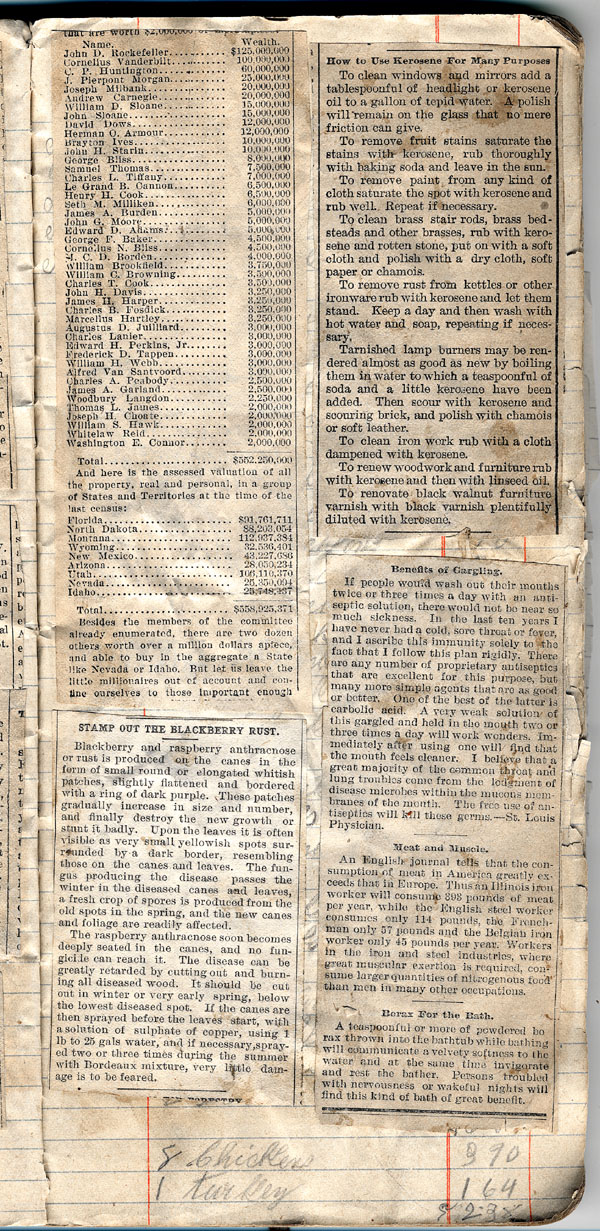 that are worth $2,000,000 or
Name. Wealth.
John D. Rockefeller $125,000,000
Cornelius Vanderbilt 100,000,000
C. P. Huntington 60,000,000
J. Pierpont Morgan 25,000,000
Joseph Milbank 20,000,000
Andrew Carnegie 20,000,000
William D. Sloane 15,000,000
John Sloane 15,000,000
David Dows 12,000,000
Herman O. Armour 12,000,000
Brayton Ives 10,000,000
John H. Starin 10,000,000
George Bliss 8,000,000
Samuel Thomas 7,500,000
Charles L. Tiffany 7,000,000
Le Grand B. Cannon 6,500,000
Henry H. Cook 6,500,000
Seth M. Milliken 6,000,000
James A. Burden 5,000,000
John G. Moore 5,000,000
Edward D. Adams 5,000,000
George F. Baker 4,500,000
Cornelius N. Bliss 4,500,000
M. C. D. Borden 4,000,000
William Brookfield 3,750,000
William C. Browning 3,500,000
Charles T. Cook 3,500,000
John H. Davis 3,250,000
James H. Harper 3,250,000
Charles B. Fosdick 3,250,000
Marcellus Hartley 3,250,000
Augustus D. Juilliard 3,000,000
Charles Lanier 3,000,000
Edward H. Perkins, Jr. 3,000,000
Frederick D. Tappen 3,000,000
William H. Webb 3,000,000
Alfred Van Santvoord 3,000,000
Charles A. Peabody 2,500,000
James A. Garland 2,500,000
Woodbury Langdon 2,250,000
Thomas L. James 2,000,000
Joseph H. Choate 2,000,000
William S. Hawk 2,000,000
Whitelaw Reid 2,000,000
Washington E. Connor 2,000,000
Total $552,250,000
And here is the assessed valuation of all
the property, real and personal, in a group
of States and Territories at the time of the
last census:
Florida $91,761,711
North Dakota 88,203,054
Montana 112,937,384
Wyoming 32,536,401
New Mexico 43,227,686
Arizona 28,050,234
Utah 106,110,370
Nevada 25,350,094
Idaho 25,748,337
Total $558,925,371
Besides the members of the committee
already enumerated, there are two dozen
others worth over a million dollars apiece,
and able to buy in the aggregate a State
like Nevada or Idaho. But let us leave the
little millionaires out of account and con-
fine ourselves to those important enough
STAMP OUT THE BLACKBERRY RUST.
Blackberry and raspberry anthracnose
or rust is produced on the canes in the
form of small round or elongated whitish
patches, slightly flattened and bordered
with a ring of dark purple. These patches
gradually increase in size and number,
and finally destroy the new growth or
stunt it badly. Upon the leaves it is often
visible as very small yellowish spots sur-
rounded by a dark border, resembling
those on the canes and leaves. The fun-
gus producing the disease passes the
winter in the diseased canes and leaves,
a fresh crop of spores is produced from the
old spots in the spring, and the new canes
and foliage are readily affected.
The raspberry anthracnose soon becomes
deeply seated in the canes, and no fun-
gicide can reach it. The disease can be
greatly retarded by cutting out and burn-
ing all diseased wood. It should be cut
out in winter or very early spring, below
the lowest diseased spot. If the canes are
then sprayed before the leaves start, with
a solution of sulphate of copper, using 1
lb to 25 gals water, and if necessary, spray-
ed two or three times during the summer
with Bordeaux mixture, very little dam-
age is to be feared.
FORESTRY
How to Use Kerosene For Many Purposes
To clean windows and mirrors add a
tablespoonful of headlight or kerosene
oil to a gallon of tepid water. A polish
will remain on the glass that no mere
friction can give.
To remove fruit stains saturate the
stains with kerosene, rub thoroughly
with baking soda and leave in the sun.
To remove paint from any kind of
cloth saturate the spot with kerosene and
rub well. Repeat if necessary.
To clean brass stair rods, brass bed-
steads and other brasses, rub with kero-
sene and rotten stone, put on with a soft
cloth and polish with a dry cloth, soft
paper or chamois.
To remove rust from kettles or other
ironware rub with kerosene and let them
stand. Keep a day and then wash with
hot water and soap, repeating if neces-
sary.
Tarnished lamp burners may be ren-
dered almost as good as new by boiling
them in water to which a teaspoonful of
soda and a little kerosene have been
added. Then scour with kerosene and
scouring brick, and polish with chamois
or soft leather.
To clean iron work rub with a cloth
dampened with kerosene.
To renew woodwork and furniture rub
with kerosene and then with linseed oil.
To renovate black walnut furniture
varnish with black varnish plentifully
diluted with kerosene.
Benefits of Gargling.
If people would wash out their mouths
twice or three times a day with an anti-
septic solution, there would not be near so
much sickness. In the last ten years I
have never had a cold, sore throat or fever,
and I ascribe this immunity solely to the
fact that I follow this plan rigidly. There
are any number of proprietary antiseptics
that are excellent for this purpose, but
many more simple agents that are as good
or better. One of the best of the latter is
carbolic acid. A very weak solution of
this gargled and held in the mouth two or
three times a day will work wonders. Im-
mediately after using one will find that
the mouth feels cleaner. I believe that a
great majority of the common throat and
lung troubles come from the lodgment of
disease microbes within the mucous mem-
branes of the mouth. The free use of an-
tiseptics will kill these germs.—St. Louis
Physician.
Meat and Muscle.
An English journal tells that the con-
sumption of meat in America greatly ex-
ceeds that in Europe. Thus an Illinois iron
worker will consume 398 pounds of meat
per year, while the English steel worker
consumes only 114 pounds, the French-
man only 57 pounds and the Belgian iron
worker only 45 pounds per year. Workers
in the iron and steel industries, where
great muscular exertion is required, con-
sume larger quantities of nitrogenous food
than men in many other occupations.
Borax For the Bath.
A teaspoonful or more of powdered bo
rax thrown into the bathtub while bathing
will communicate a velvety softness to the
water and at the same time invigorate
and rest the bather. Persons troubled
with nervousness or wakeful nights will
find this kind of bath of great benefit.
8 Chicken 3 90
1 turkey 1 64